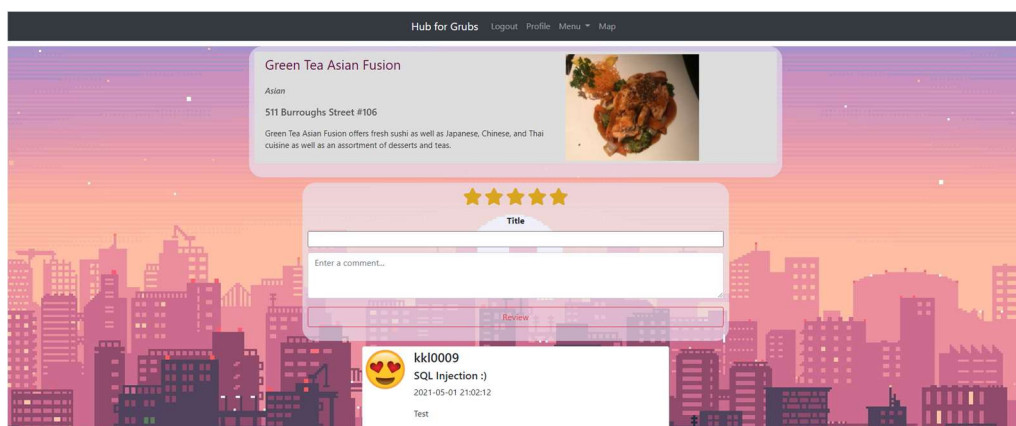 Hub for Grubs Logout Profile Menu Map
Green Tea Asian Fusion
Asian
511 Burroughs Street #106
Green Tea Asian Fusion offers fresh sushi as well as Japanese, Chinese, and Thai
cuisine as well as an assortment of desserts and teas.
Title
Enter a comment...
Review
kkl0009
SQL Injection :)
2021-05-01 21:02:12
Test